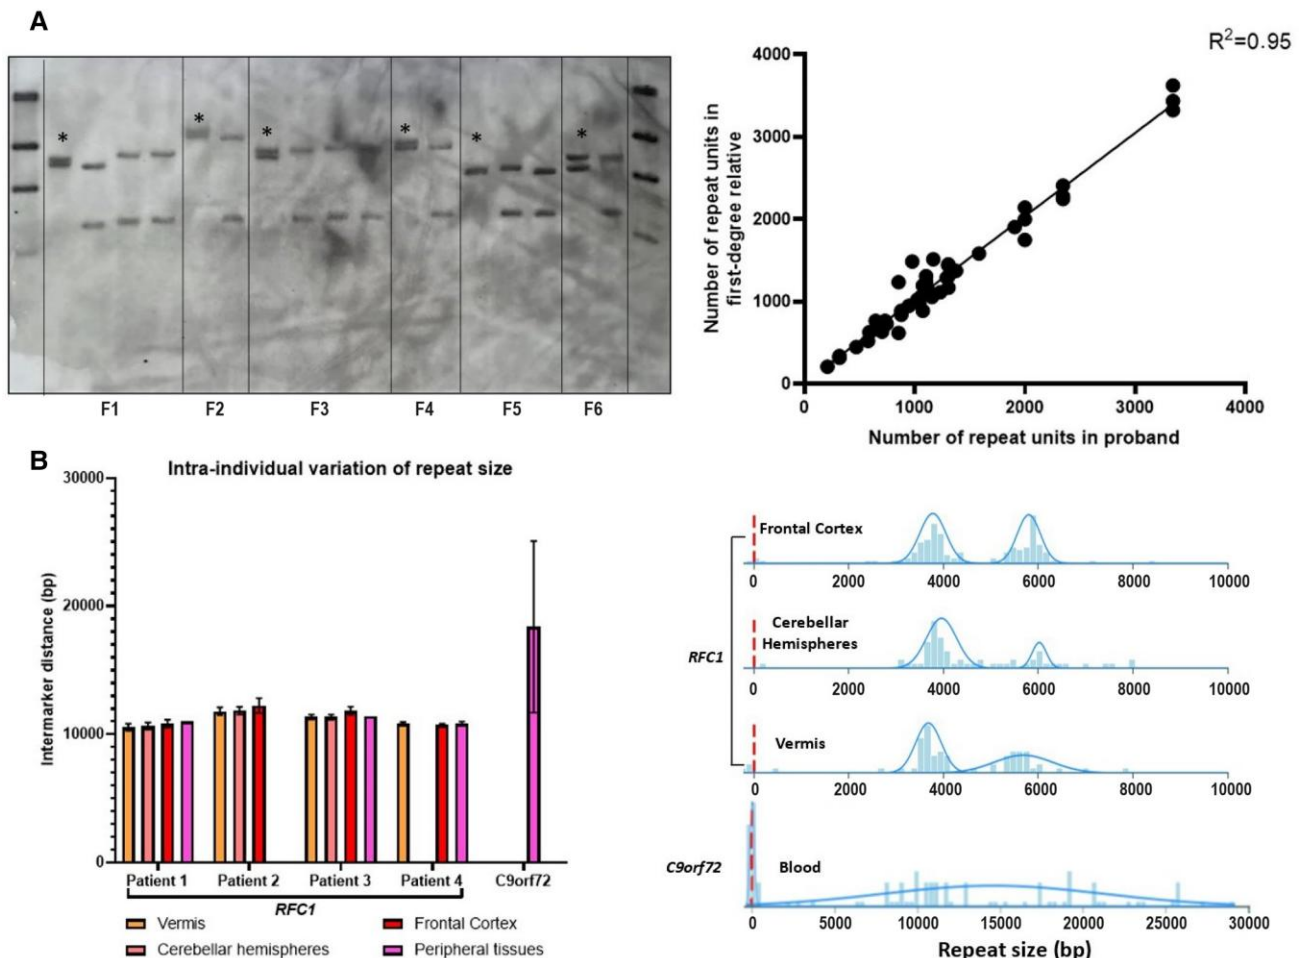 A
*
*
*
*
*
*
F1
F2
F3
F4
F5
F6
R²=0.95
Number of repeat units in
first-degree relative
4000
3000
2000
1000
0
0
1000
2000
3000
4000
Number of repeat units in proband
B
Intra-individual variation of repeat size
Intermarker distance (bp)
30000
20000
10000
0
Patient 1
Patient 2
Patient 3
Patient 4
C9orf72
RFC1
Vermis
Frontal Cortex
Cerebellar hemispheres
Peripheral tissues
RFC1
Frontal Cortex
0
2000
4000
6000
8000
10000
Cerebellar
Hemispheres
0
2000
4000
6000
8000
10000
Vermis
0
2000
4000
6000
8000
10000
C9orf72
Blood
0
5000
10000
15000
20000
25000
30000
Repeat size (bp)